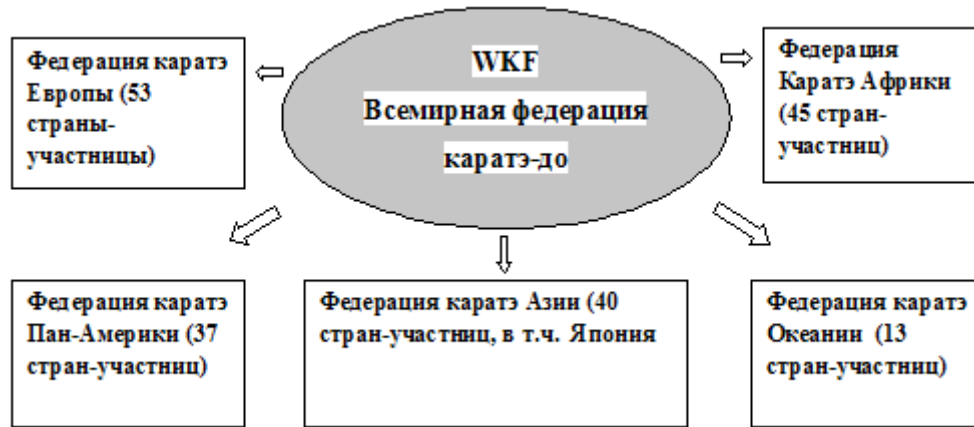 WKF
Всемирная федерация
каратэ-до
Федерация каратэ
Европы (53
страны-
участницы)
Федерация
Каратэ Африки
(45 стран-
участниц)
Федерация каратэ
Пан-Америки (37
стран-участниц)
Федерация каратэ Азии (40
стран-участниц, в т.ч. Япония
Федерация каратэ
Океании (13
стран-участниц)